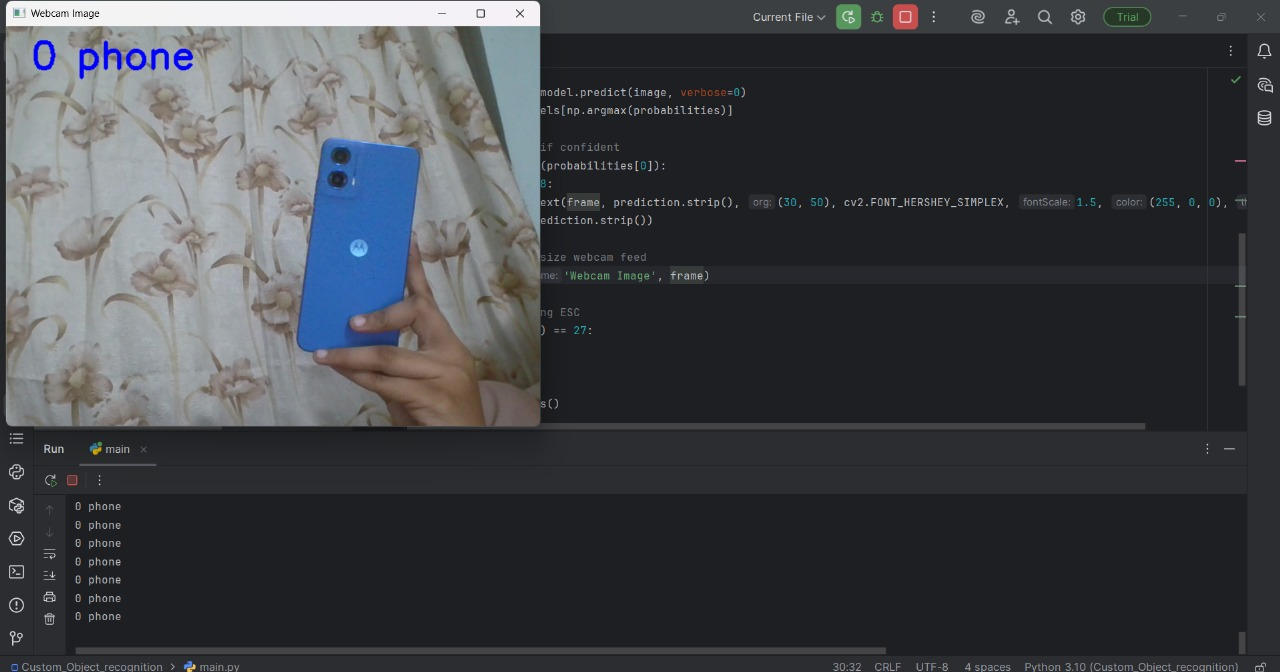 Webcam Image
Current File
Trial
0 phone
model.predict(image, verbose=0)
els[np.argmax(probabilities)]
if confident
(probabilities[0]):
8:
ext(frame, prediction.strip(), org: (30, 50), cv2.FONT_HERSHEY_SIMPLEX, fontScale: 1.5, color: (255, 0, 0),
ediction.strip())
size webcam feed
me: 'Webcam Image', frame)
ng ESC
) == 27:
s()
Run main
0 phone
0 phone
0 phone
0 phone
0 phone
0 phone
0 phone
Custom_Object_recognition > main.py
30:32 CRLF UTF-8 4 spaces Python 3.10 (Custom_Object_recognition)